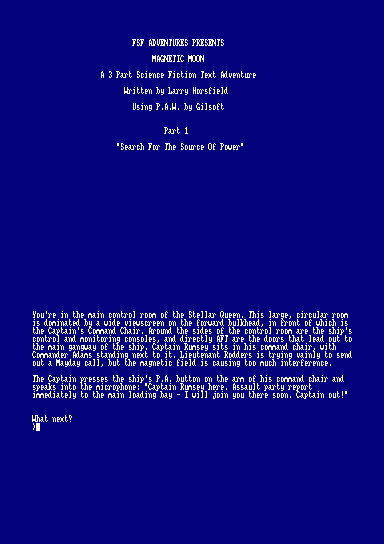 FSF ADVENTURES PRESENTS
MAGNETIC MOON
A 3 Part Science Fiction Text Adventure
Written by Larry Horsfield
Using P.A.W. by Gilsoft
Part 1
"Search For The Source Of Power"
You're in the main control room of the Stellar Queen. This large, circular room
is dominated by a wide viewscreen on the forward bulkhead, in front of which is
the Captain's Command Chair. Around the sides of the control room are the ship's
control and monitoring consoles, and directly AFT are the doors that lead out to
the main gangway of the ship. Captain Rumsey sits in his command chair, with
Commander Adams standing next to it. Lieutenant Rodders is trying vainly to send
out a Mayday call, but the magnetic field is causing too much interference.
The Captain presses the ship's P.A. button on the arm of his command chair and
speaks into the microphone: "Captain Rumsey here. Assault party report
immediately to the main loading bay - I will join you there soon. Captain out!"
What next?
>